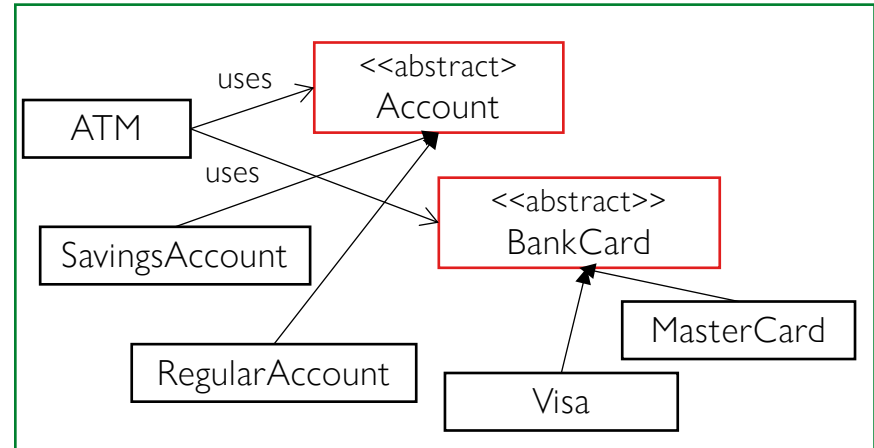 <<abstract>
Account
uses
ATM
uses
<<abstract>>
BankCard
SavingsAccount
MasterCard
RegularAccount
Visa